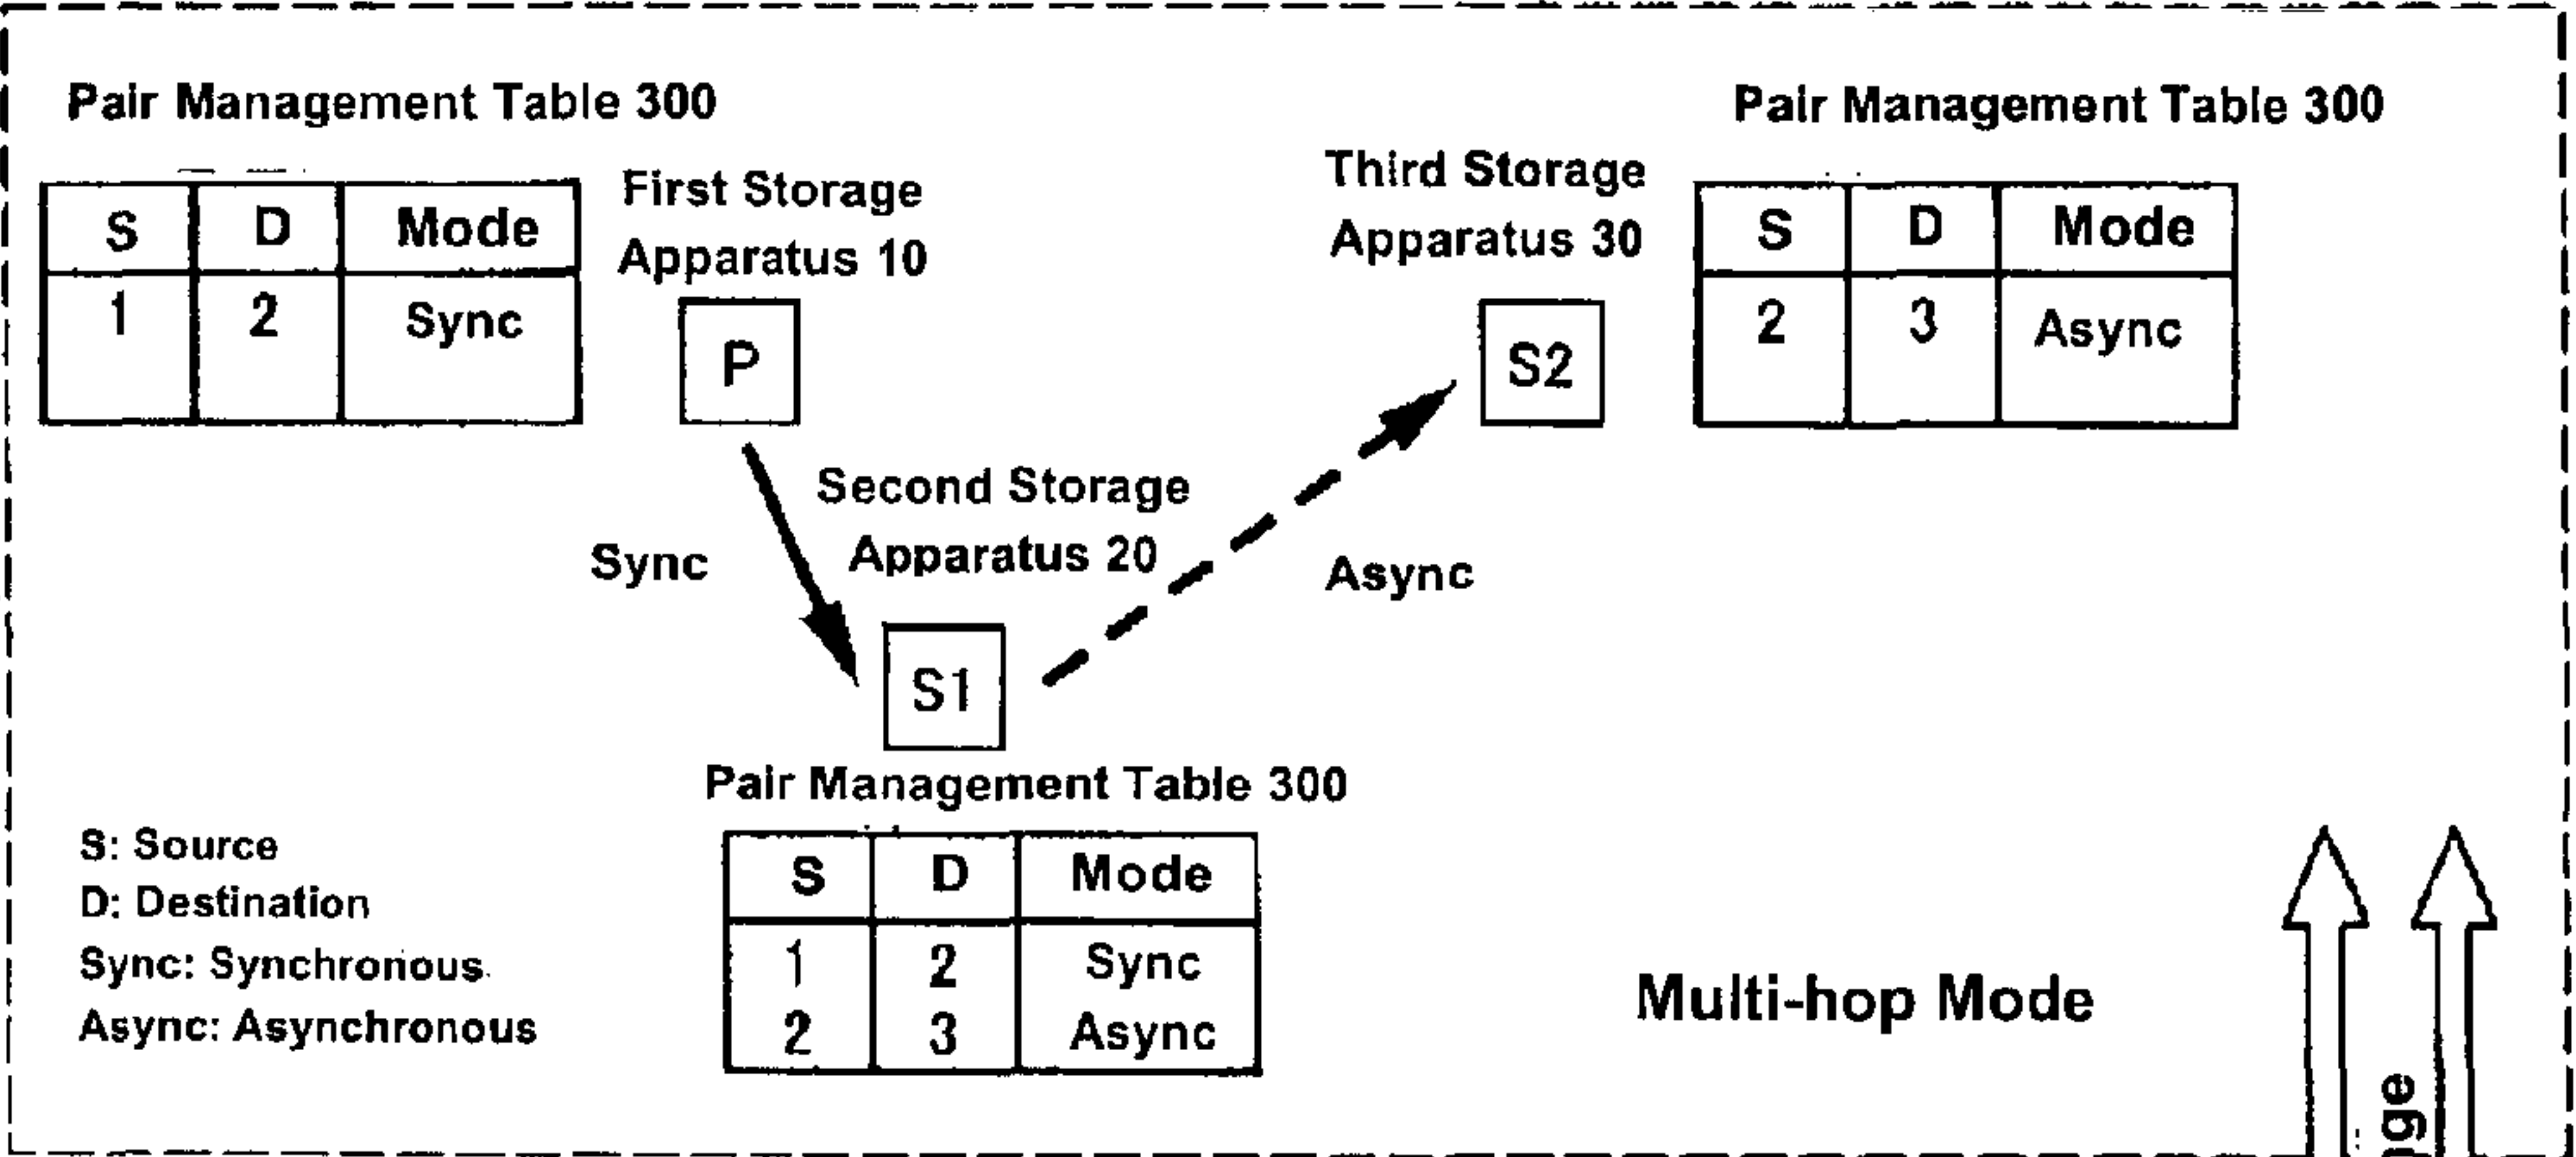 Pair Management Table 300
Pair Management Table 300
First Storage
Apparatus 10
Third Storage
Apparatus 30
S D Mode
1 2 Sync
P
S2
S D Mode
2 3 Async
Second Storage
Apparatus 20
Sync
Async
S1
Pair Management Table 300
S D Mode
1 2 Sync
2 3 Async
S: Source
D: Destination
Sync: Synchronous
Async: Asynchronous
Multi-hop Mode